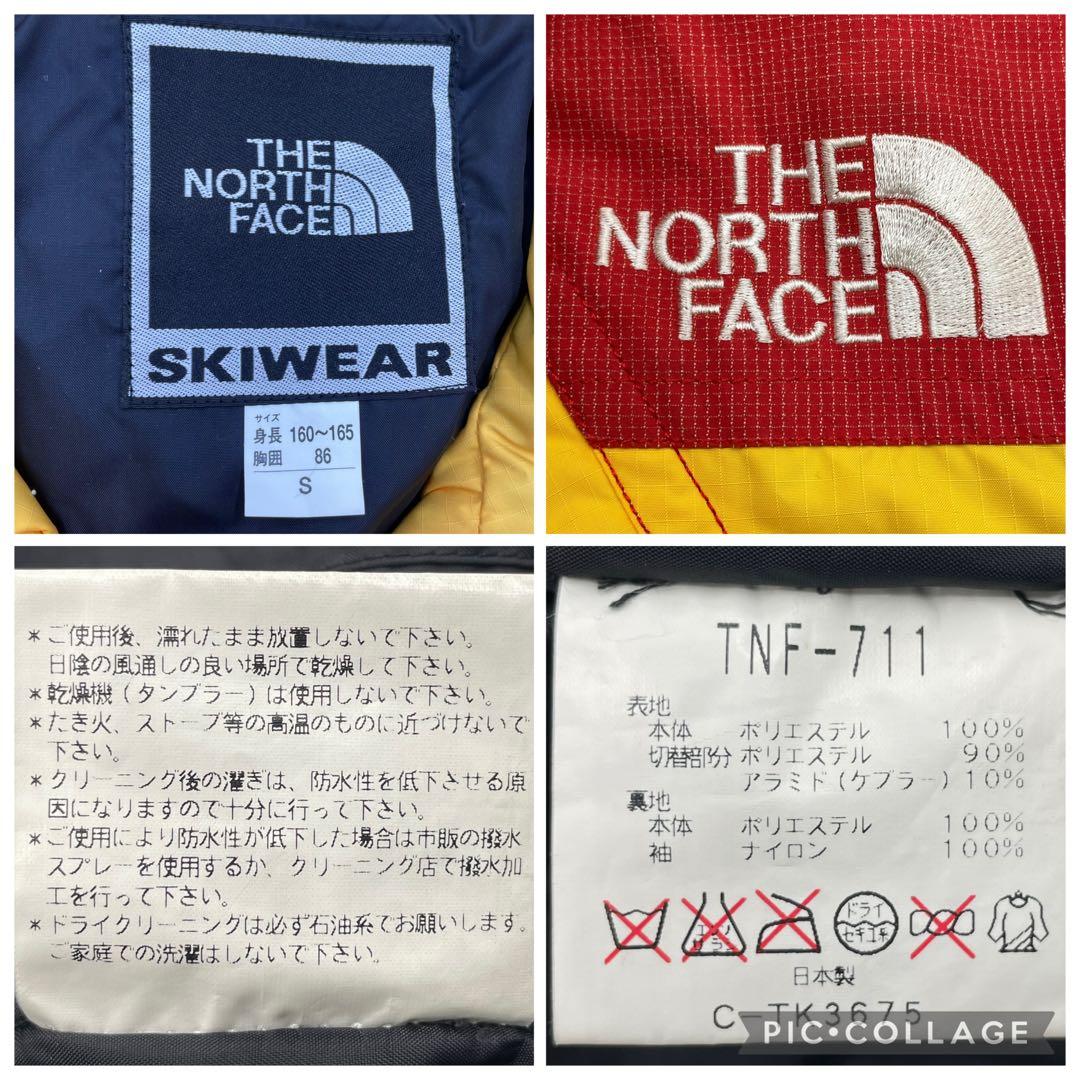 THE
NORTH
FACE
SKIWEAR
サイズ
身長 160～165
胸囲 86
S
THE
NORTH
FACE
＊ご使用後、濡れたまま放置しないで下さい。
日陰の風通しの良い場所で乾燥して下さい。
＊乾燥機（タンブラー）は使用しないで下さい。
＊たき火、ストーブ等の高温のものに近づけないで
下さい。
＊クリーニング後の濯ぎは、防水性を低下させる原
因になりますので十分に行って下さい。
＊ご使用により防水性が低下した場合は市販の撥水
スプレーを使用するか、クリーニング店で撥水加
工を行って下さい。
＊ドライクリーニングは必ず石油系でお願いします。
ご家庭での洗濯はしないで下さい。
TNF-711
表地
本体 ポリエステル 100%
切替部分 ポリエステル 90%
アラミド（ケブラー）10%
裏地
本体 ポリエステル 100%
袖 ナイロン 100%
エンソ
サラシ
ドライ
セキユ系
日本製
C-TK3675
PIC•COLLAGE